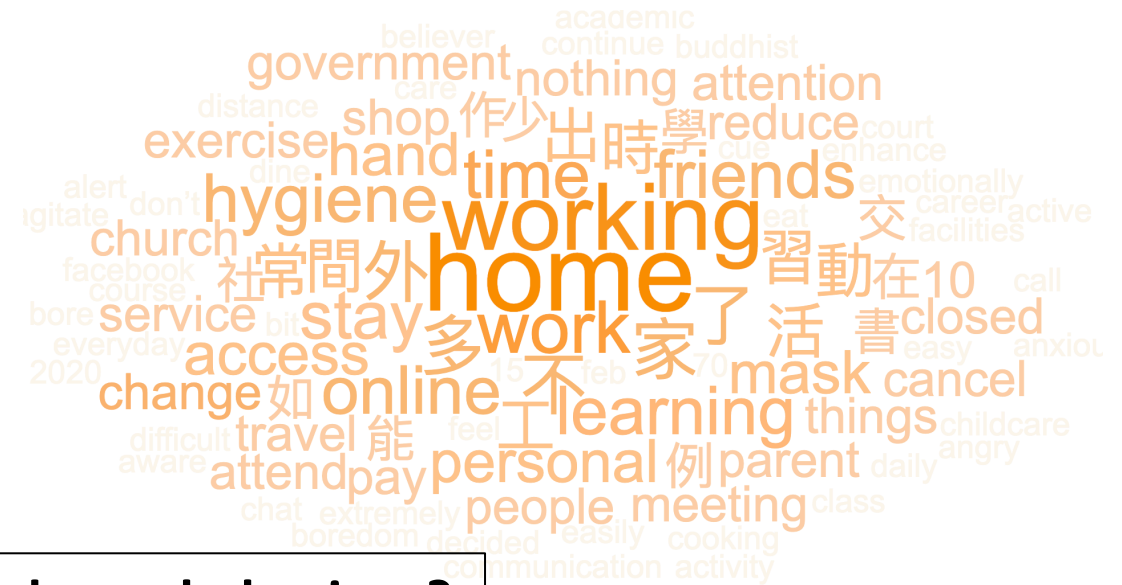 academic
believer continue buddhist
government nothing attention
care
distance shop 作 少 出 時 學 reduce court
exercise hand time friends cue enhance
dine
alert don't hygiene working emotionally
agitate church eat 交 career active
facilities
facebook 社 常 間 外 home 習 動 在 10 call
course
bore service bit stay 多 work 家 了 活 書 closed
everyday access easy
2020 15 不 feb 70 mask cancel
change 如 online 工 learning things childcare
difficult travel 能 feel
aware attend pay personal 例 parent daily angry
chat extremely people meeting class
boredom decided easily cooking
communication activity